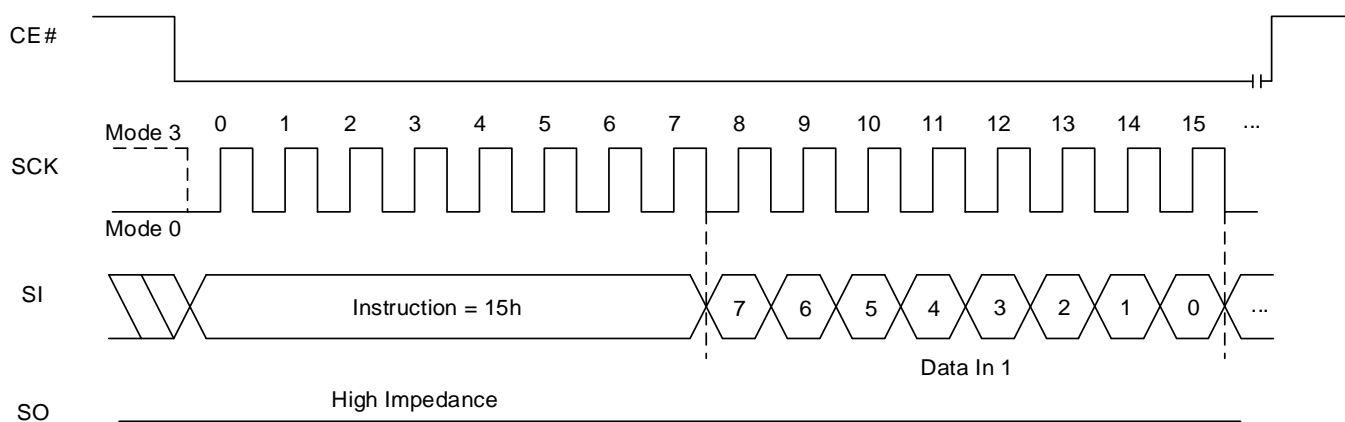 CE#
Mode 3 0 1 2 3 4 5 6 7 8 9 10 11 12 13 14 15 ...
SCK
Mode 0
SI Instruction = 15h 7 6 5 4 3 2 1 0 ...
Data In 1
High Impedance
SO